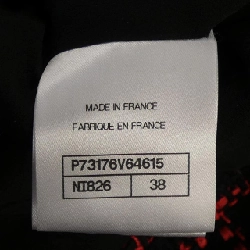 MADE IN FRANCE
FABRIQUE EN FRANCE
P73176V64615
NI826 38